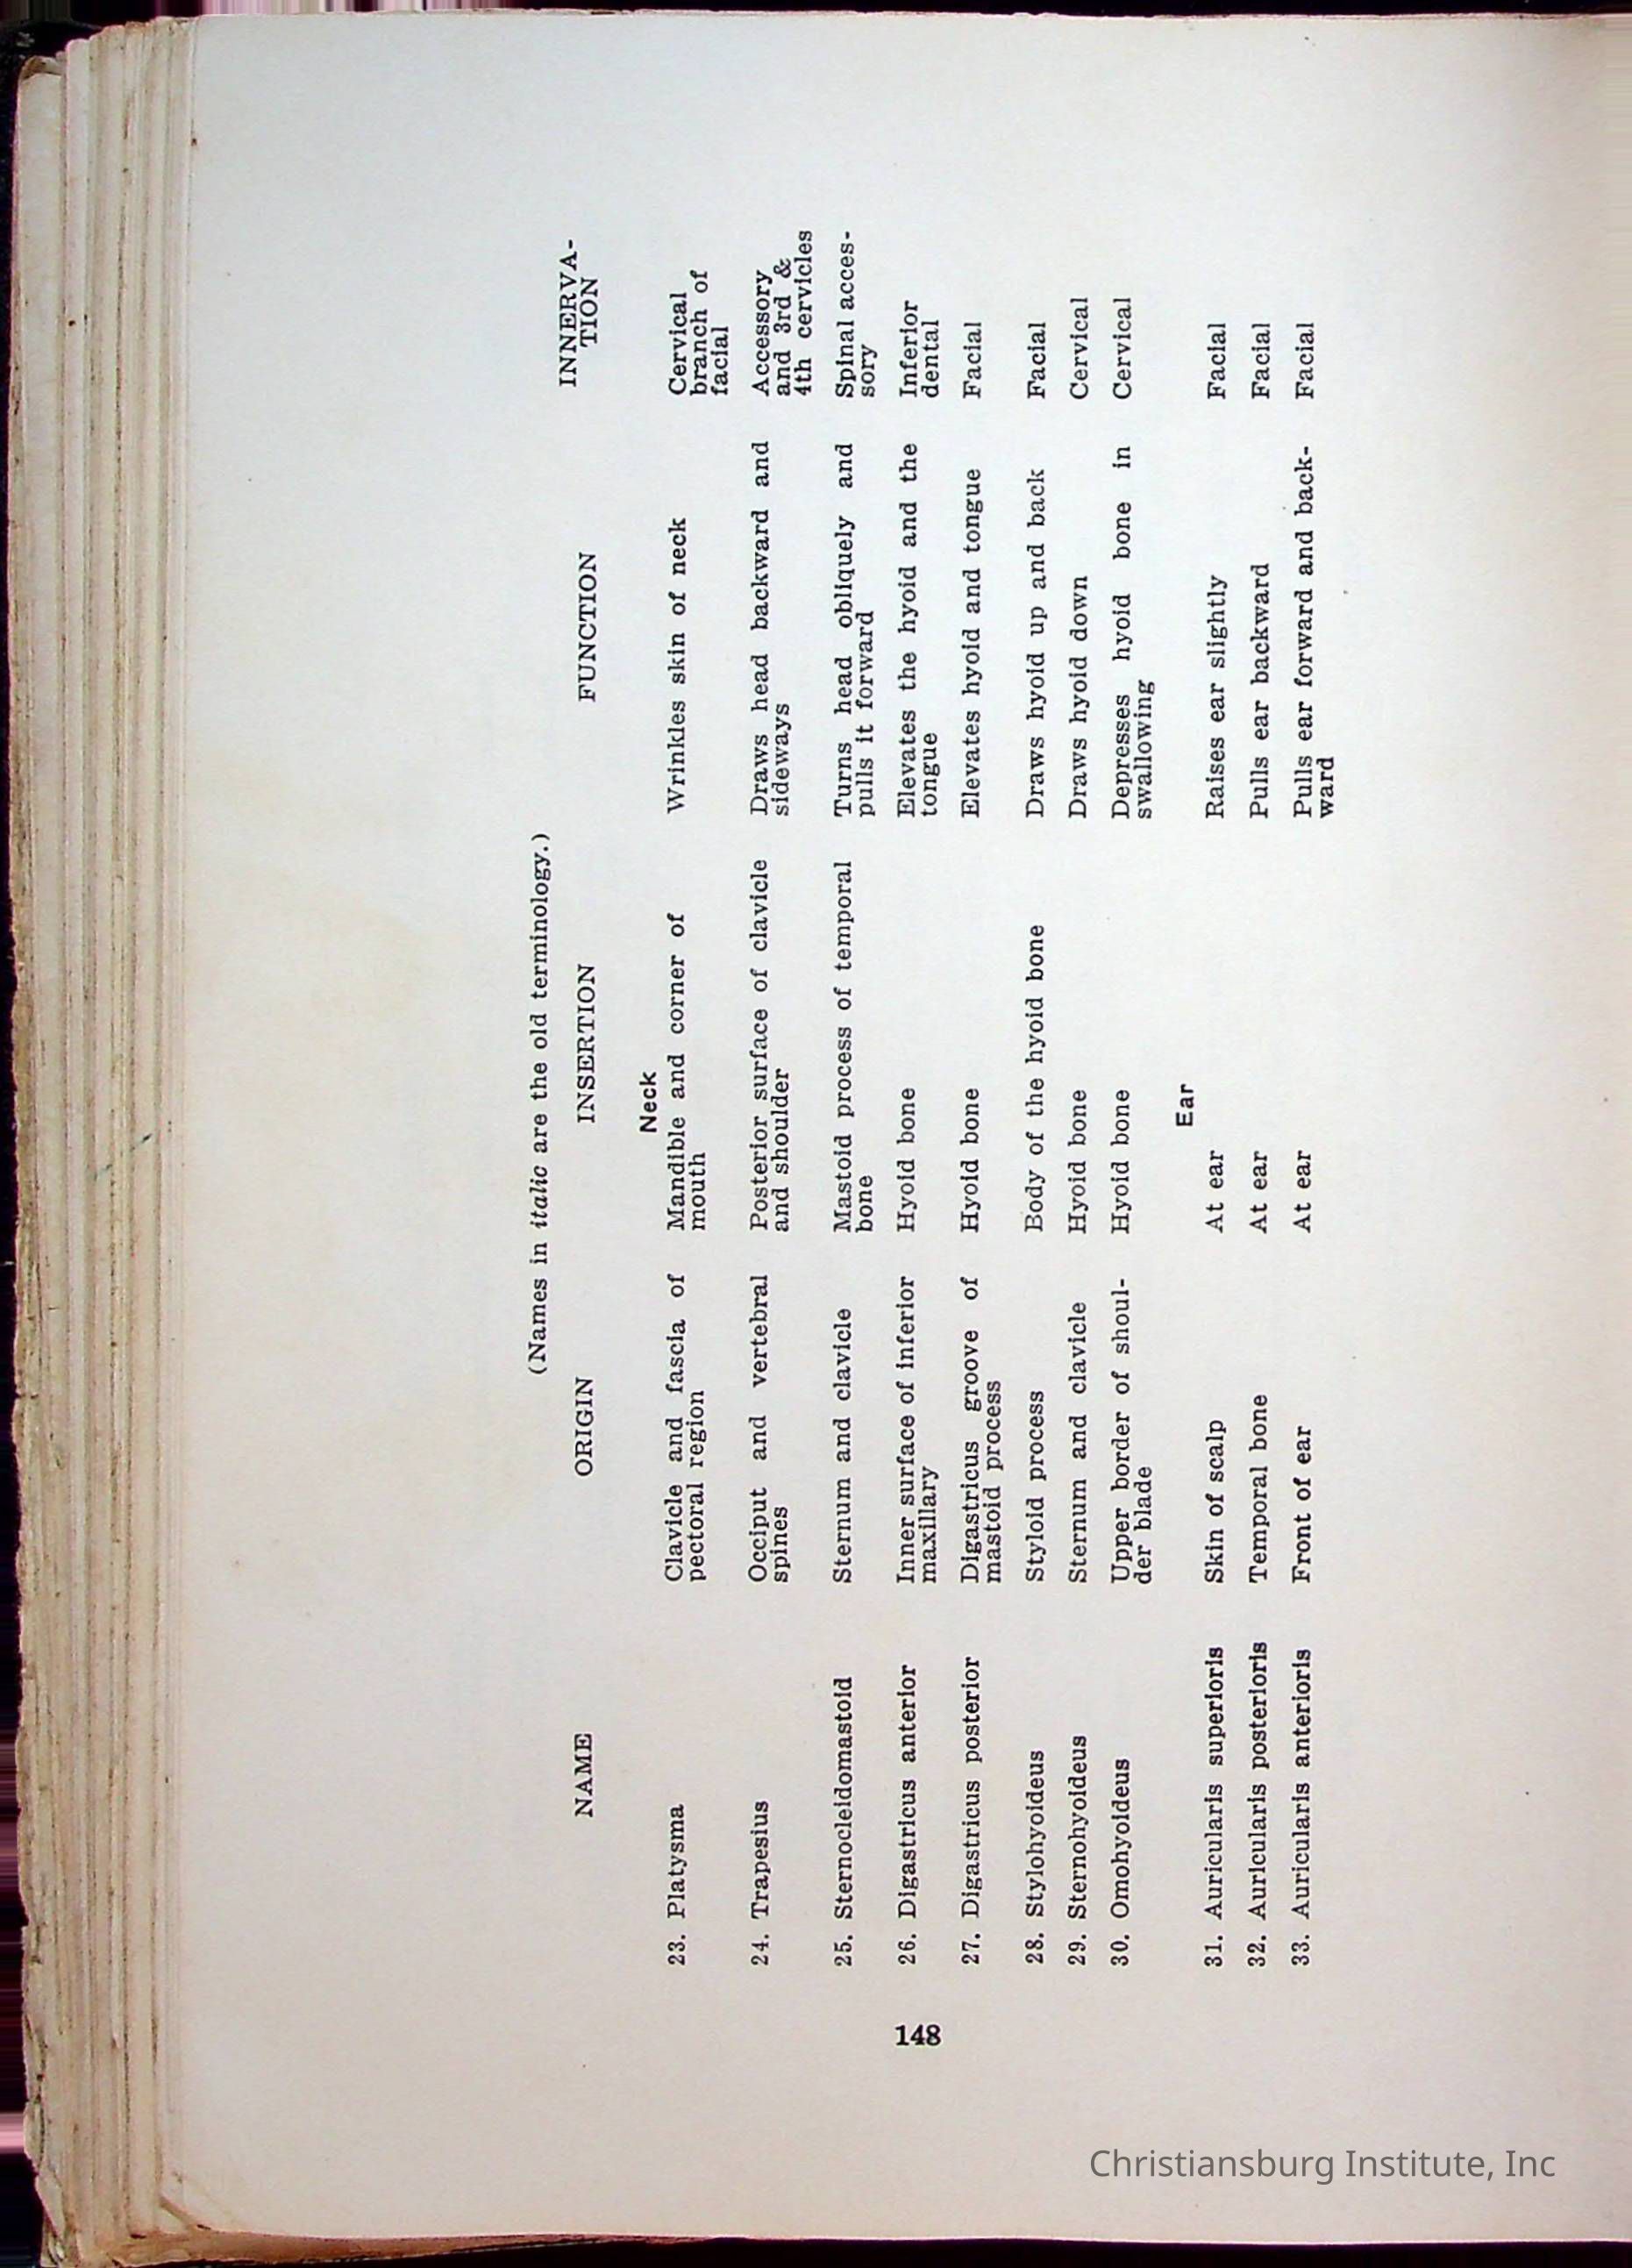 (Names in italic are the old terminology.)
NAME ORIGIN INSERTION FUNCTION INNERVA-
TION
Neck
23. Platysma Clavicle and fascia of Mandible and corner of Wrinkles skin of neck Cervical
pectoral region mouth branch of
facial
24. Trapesius Occiput and vertebral Posterior surface of clavicle Draws head backward and Accessory
spines and shoulder sideways and 3rd &
4th cervicles
25. Sternocleidomastoid Sternum and clavicle Mastoid process of temporal Turns head obliquely and Spinal acces-
bone pulls it forward sory
26. Digastricus anterior Inner surface of inferior Hyoid bone Elevates the hyoid and the Inferior
maxillary tongue dental
27. Digastricus posterior Digastricus groove of Hyoid bone Elevates hyoid and tongue Facial
mastoid process
28. Stylohyoideus Styloid process Body of the hyoid bone Draws hyoid up and back Facial
29. Sternohyoideus Sternum and clavicle Hyoid bone Draws hyoid down Cervical
30. Omohyoideus Upper border of shoul- Hyoid bone Depresses hyoid bone in Cervical
der blade swallowing
Ear
31. Auricularis superioris Skin of scalp At ear Raises ear slightly Facial
32. Auricularis posterioris Temporal bone At ear Pulls ear backward Facial
33. Auricularis anterioris Front of ear At ear Pulls ear forward and back- Facial
ward
148
Christiansburg Institute, Inc